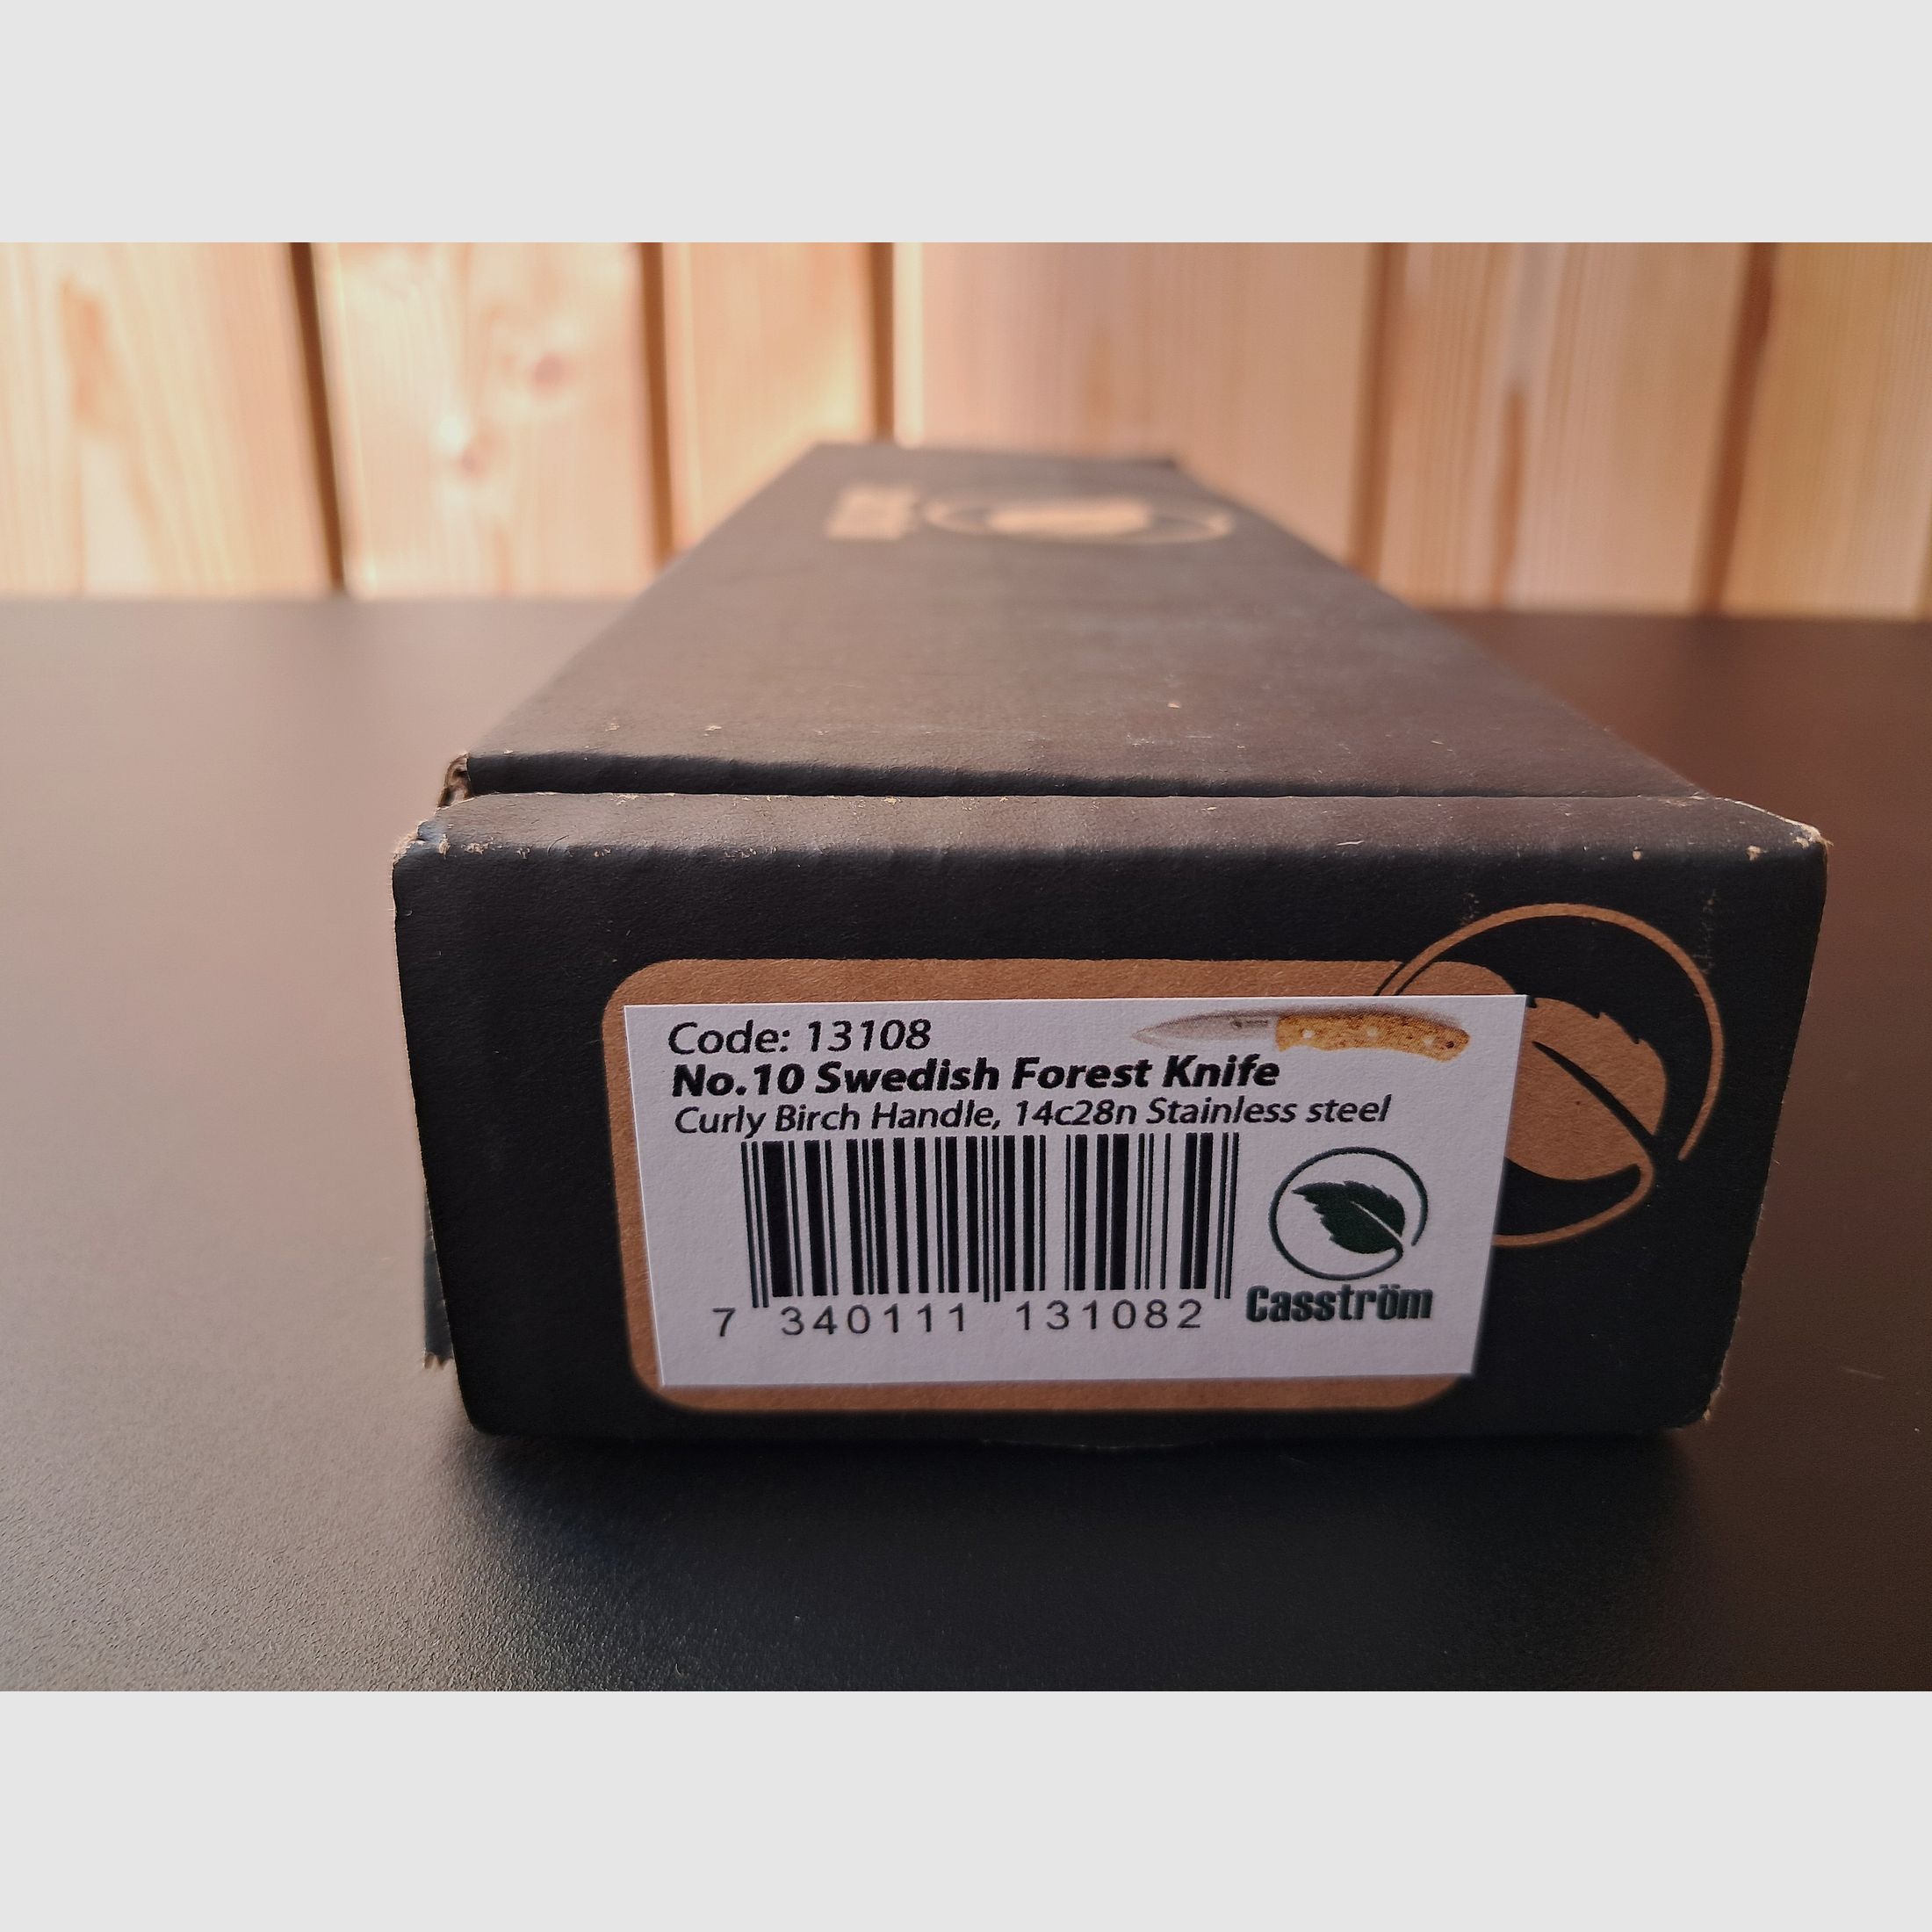 Code: 13108
No.10 Swedish Forest Knife
Curly Birch Handle, 14c28n Stainless steel
7 340111 131082
Casström